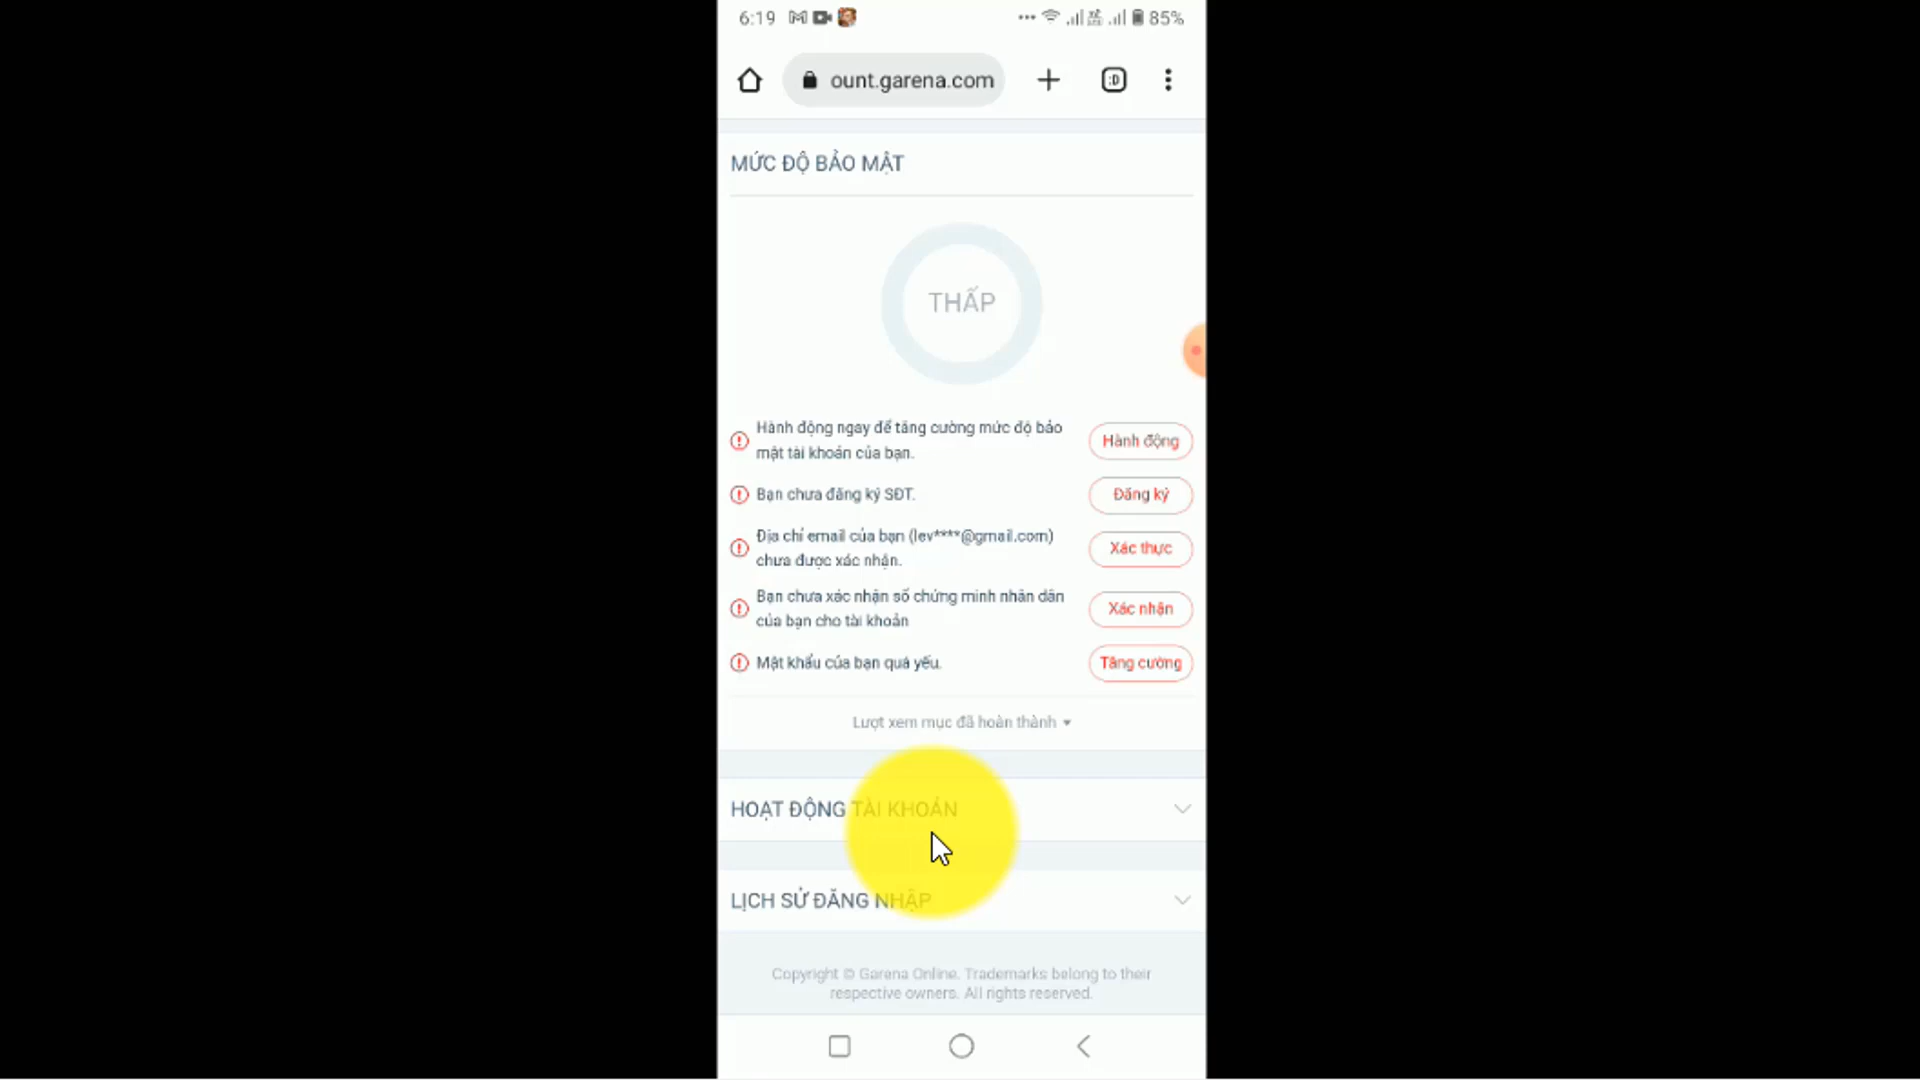 6:19
85%
ount.garena.com
:D
MỨC ĐỘ BẢO MẬT
THẤP
Hành động ngay để tăng cường mức độ bảo
mật tài khoản của bạn.
Hành động
Bạn chưa đăng ký SĐT.
Đăng ký
Địa chỉ email của bạn (lev****@gmail.com)
chưa được xác nhận.
Xác thực
Bạn chưa xác nhận số chứng minh nhân dân
của bạn cho tài khoản
Xác nhận
Mật khẩu của bạn quá yếu.
Tăng cường
Lượt xem mục đã hoàn thành
HOẠT ĐỘNG TÀI KHOẢN
LỊCH SỬ ĐĂNG NHẬP
Copyright © Garena Online. Trademarks belong to their
respective owners. All rights reserved.